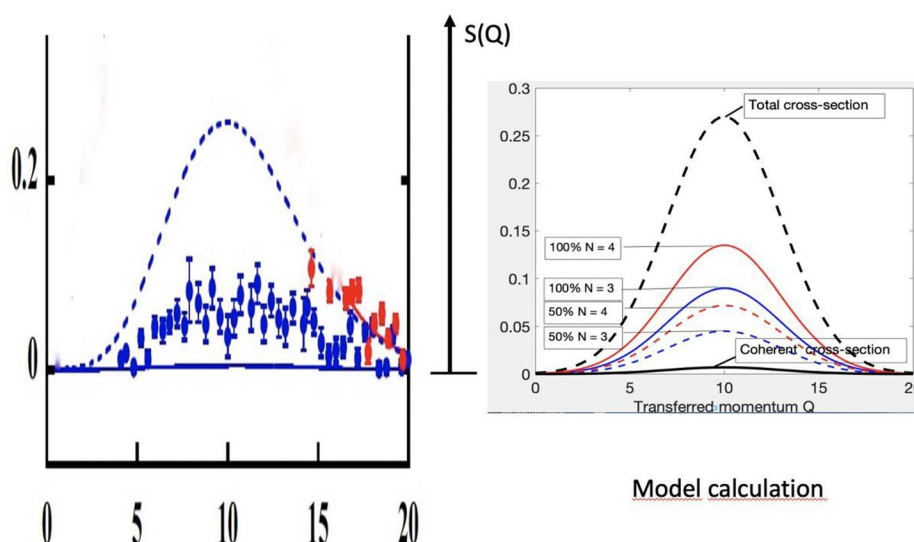 S(Q)
0.2
0
0 5 10 15 20
0.3
0.25
0.2
0.15
0.1
0.05
0
Total cross-section
100% N = 4
100% N = 3
50% N = 4
50% N = 3
Coherent cross-section
0 5 10 15 20
Transferred momentum Q
Model calculation